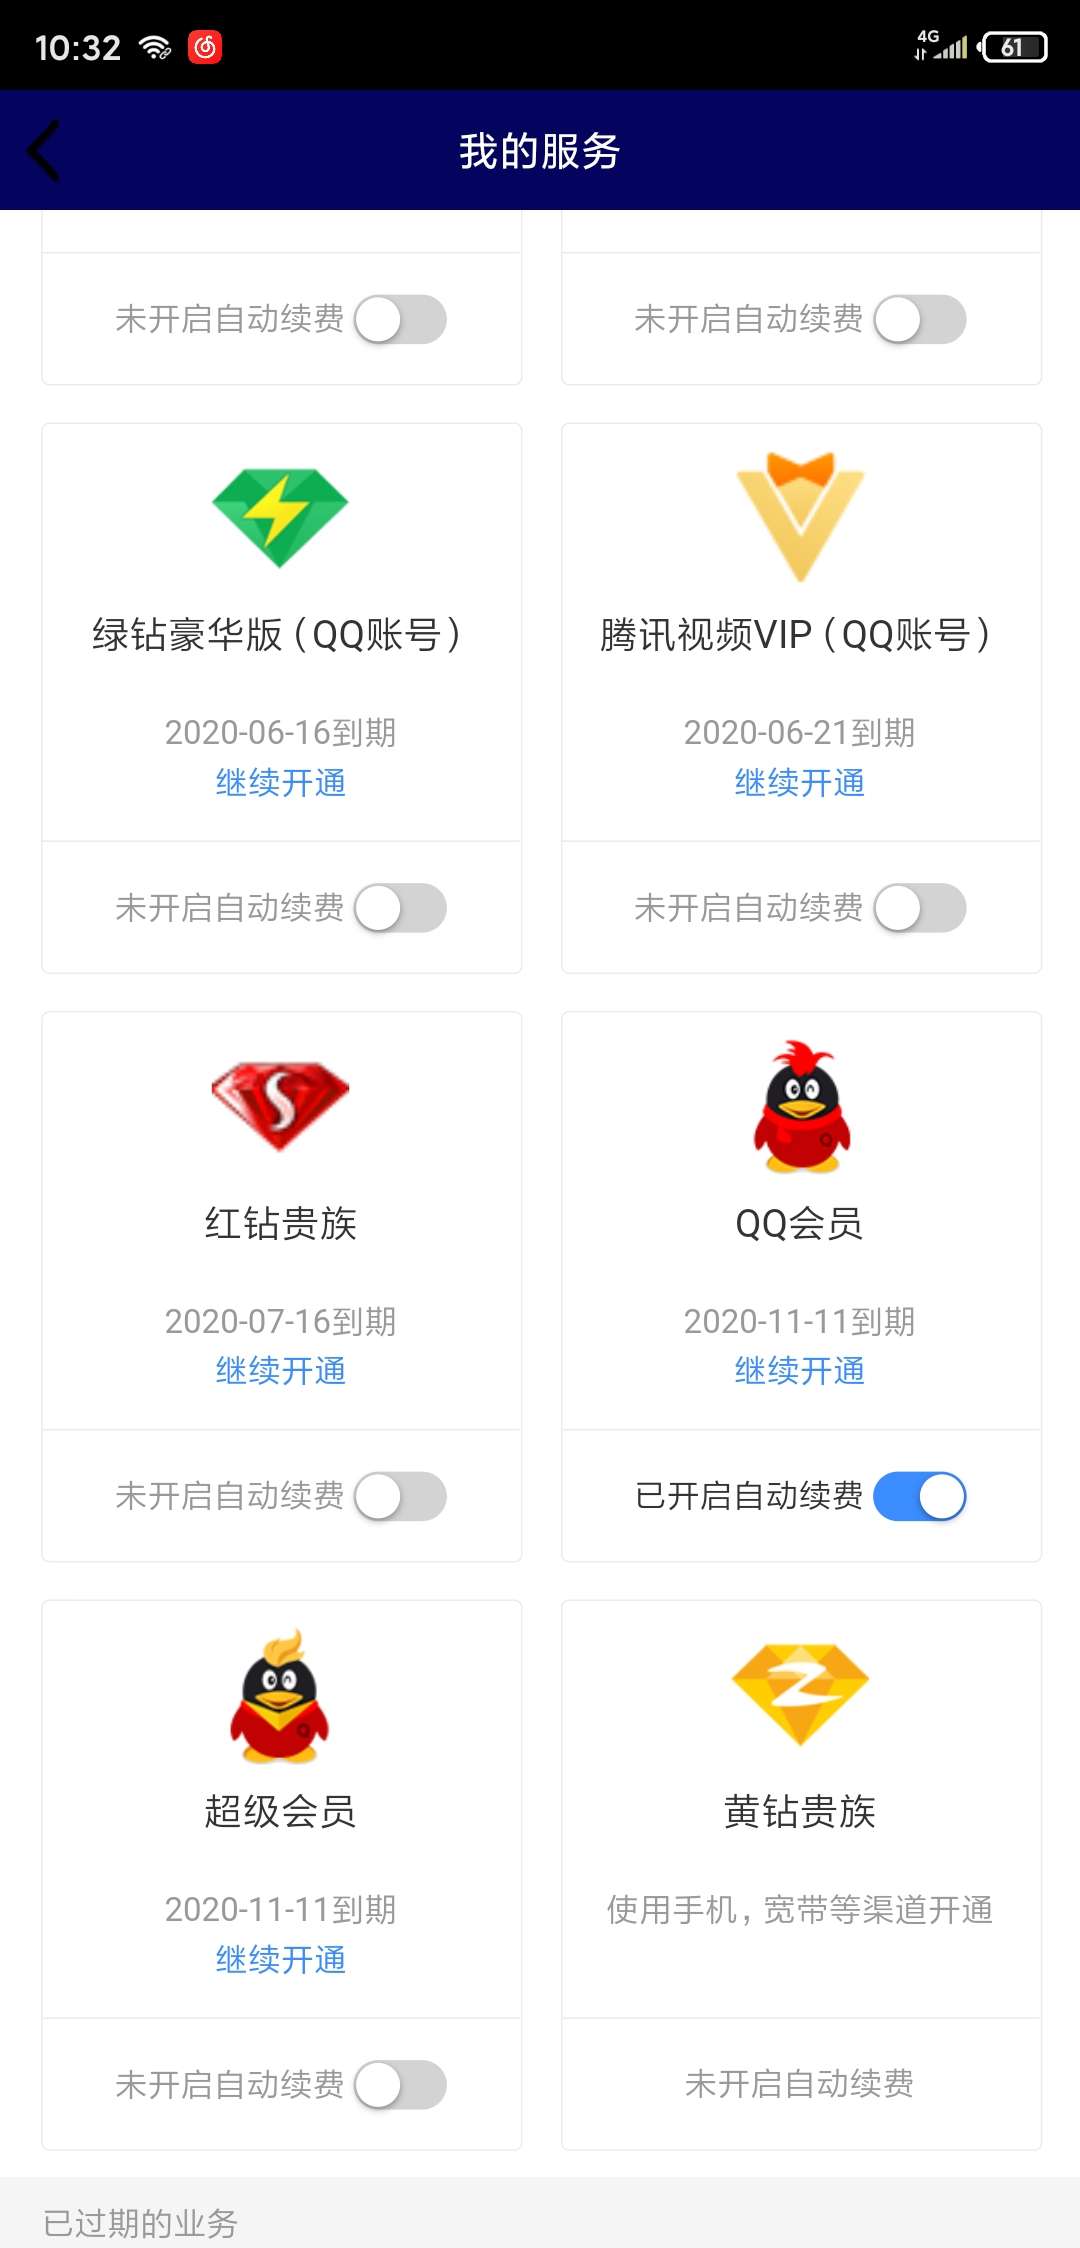 10:32
4G
61
我的服务
未开启自动续费
未开启自动续费
绿钻豪华版（QQ账号）
2020-06-16到期
继续开通
未开启自动续费
腾讯视频VIP（QQ账号）
2020-06-21到期
继续开通
未开启自动续费
红钻贵族
2020-07-16到期
继续开通
未开启自动续费
QQ会员
2020-11-11到期
继续开通
已开启自动续费
超级会员
2020-11-11到期
继续开通
未开启自动续费
黄钻贵族
使用手机，宽带等渠道开通
未开启自动续费
已过期的业务